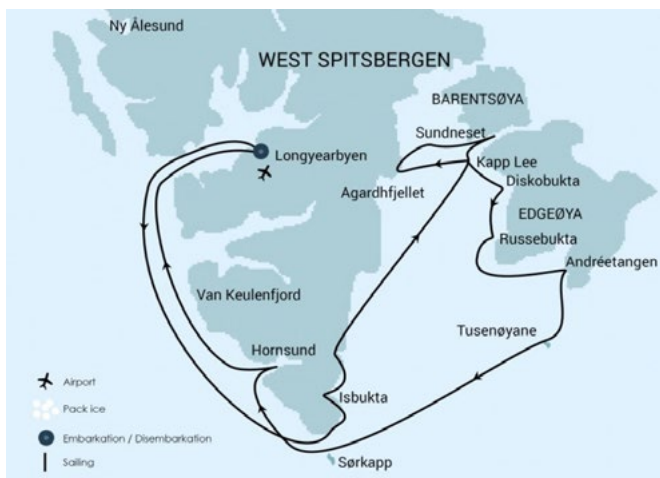 Ny Ålesund
WEST SPITSBERGEN
BARENTSØYA
Sundneset
Longyearbyen
Kapp Lee
Agardhfjellet
Diskobukta
EDGEØYA
Russebukta
Andréetangen
Van Keulenfjord
Tusenøyane
Hornsund
Isbukta
Sørkapp
Airport
Pack ice
Embarkation / Disembarkation
Sailing